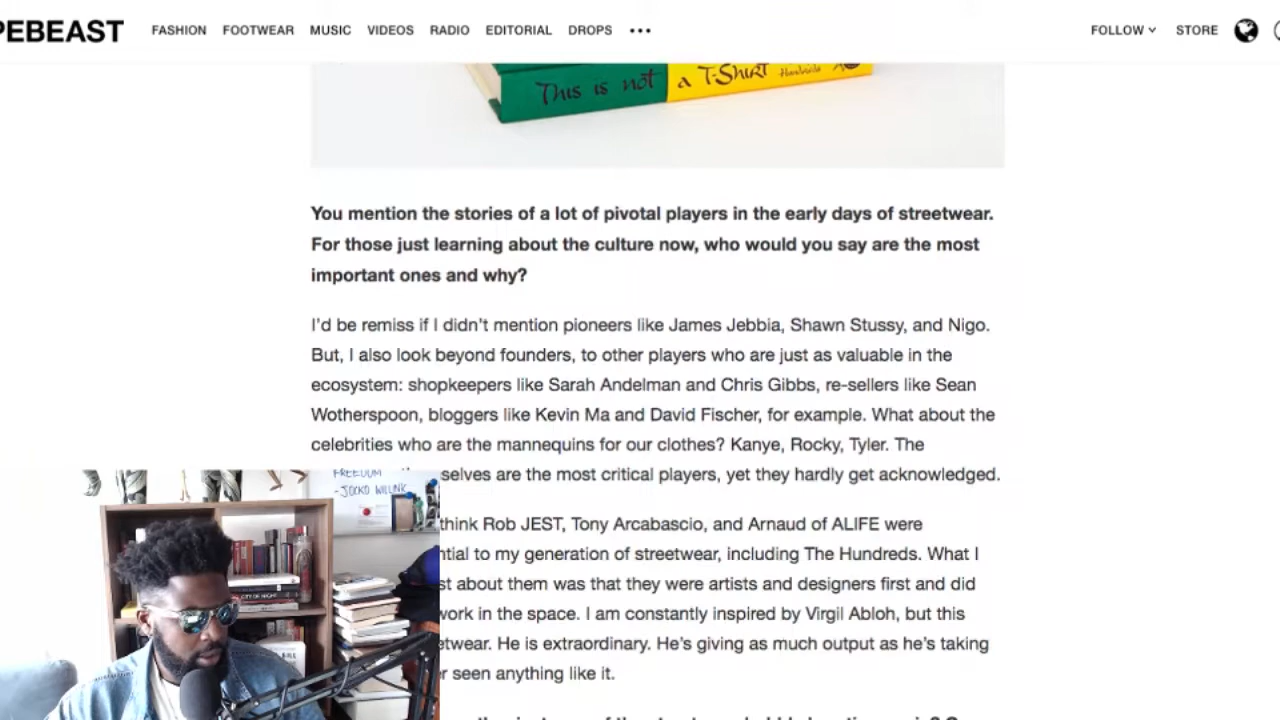 PEBEAST FASHION FOOTWEAR MUSIC VIDEOS RADIO EDITORIAL DROPS ••• FOLLOW STORE
This is not a T-SHIRT
You mention the stories of a lot of pivotal players in the early days of streetwear.
For those just learning about the culture now, who would you say are the most
important ones and why?
I'd be remiss if I didn't mention pioneers like James Jebbia, Shawn Stussy, and Nigo.
But, I also look beyond founders, to other players who are just as valuable in the
ecosystem: shopkeepers like Sarah Andelman and Chris Gibbs, re-sellers like Sean
Wotherspoon, bloggers like Kevin Ma and David Fischer, for example. What about the
celebrities who are the mannequins for our clothes? Kanye, Rocky, Tyler. The
selves are the most critical players, yet they hardly get acknowledged.
think Rob JEST, Tony Arcabascio, and Arnaud of ALIFE were
ntial to my generation of streetwear, including The Hundreds. What I
st about them was that they were artists and designers first and did
work in the space. I am constantly inspired by Virgil Abloh, but this
etwear. He is extraordinary. He's giving as much output as he's taking
r seen anything like it.
FREEDOM
-JOCKO WILLINK
CITY OF NIGHT